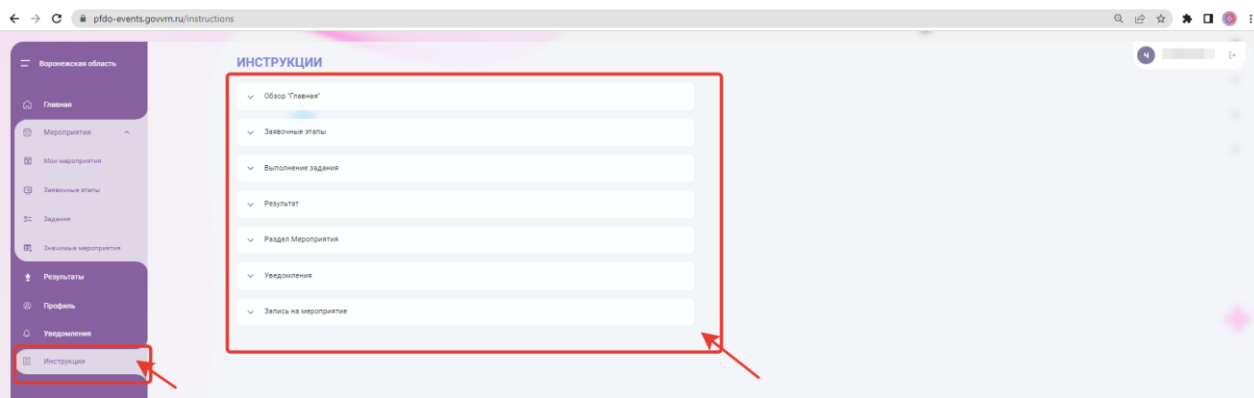 pfdo-events.govvrn.ru/instructions
Воронежская область
Главная
Мероприятия
Мои мероприятия
Заявочные этапы
Задания
Значимые мероприятия
Результаты
Профиль
Уведомления
Инструкции
ИНСТРУКЦИИ
Обзор "Главная"
Заявочные этапы
Выполнение задания
Результат
Раздел Мероприятия
Уведомления
Запись на мероприятие
Ч